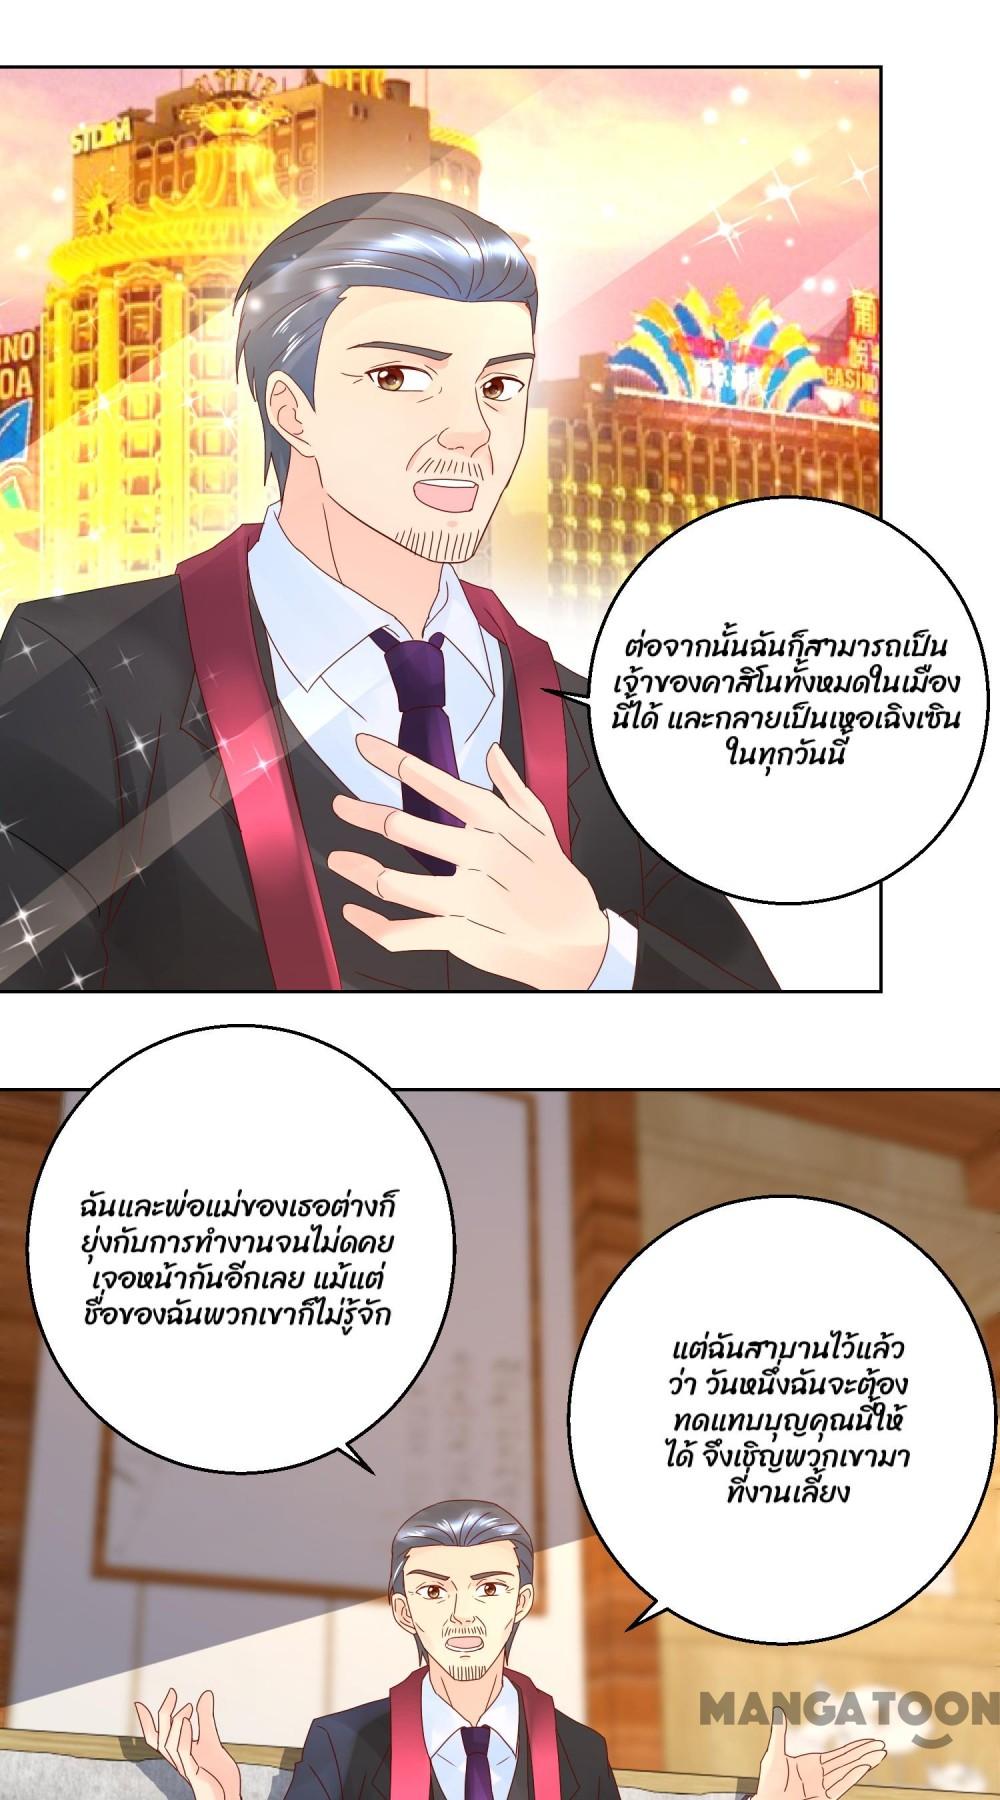 STDM
INO
OA
葡
CASINO
ต่อจากนั้นฉันก็สามารถเป็น
เจ้าของคาสิโนทั้งหมดในเมือง
นี้ได้ และกลายเป็นเหอเฉิงเซิน
ในทุกวันนี้
ฉันและพ่อแม่ของเธอต่างก็
ยุ่งกับการทำงานจนไม่ดคย
เจอหน้ากันอีกเลย แม้แต่
ชื่อของฉันพวกเขาก็ไม่รู้จัก
แต่ฉันสาบานไว้แล้ว
ว่า วันหนึ่งฉันจะต้อง
ทดแทบบุญคุณนี้ให้
ได้ จึงเชิญพวกเขามา
ที่งานเลี้ยง
MANGATOON